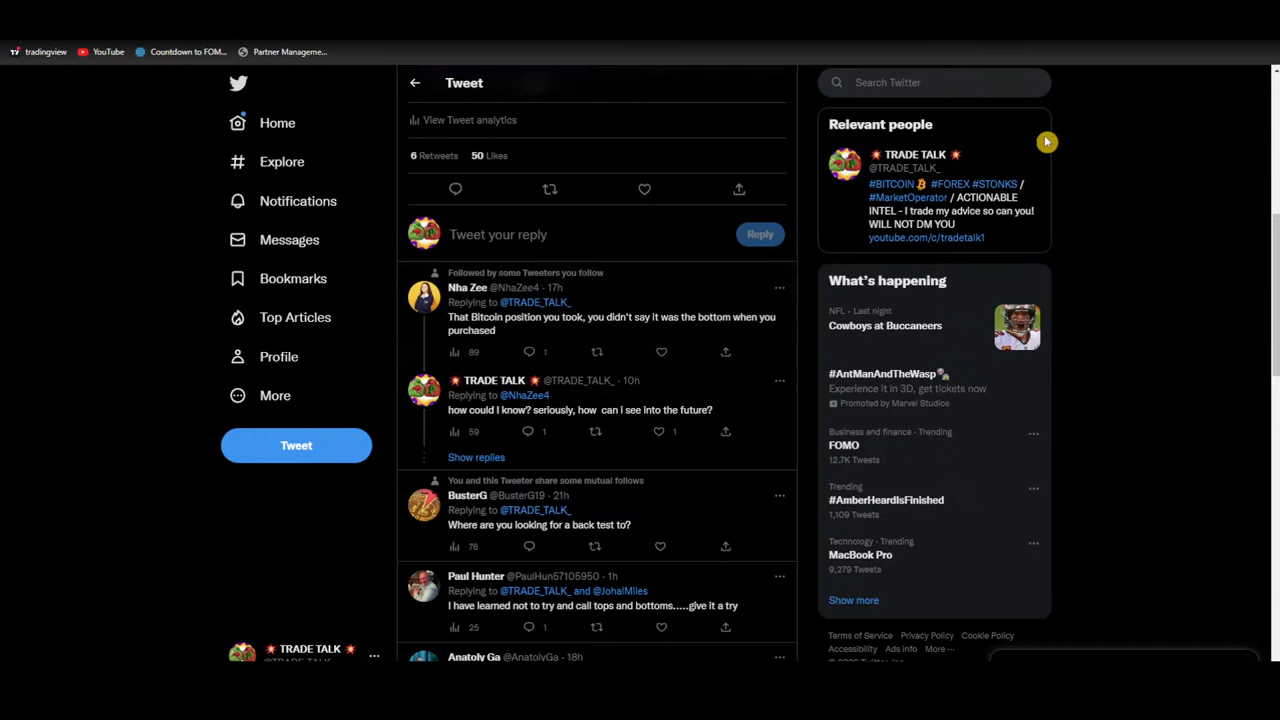 tradingview
YouTube
Countdown to FOM...
Partner Manageme...
Home
Explore
Notifications
Messages
Bookmarks
Top Articles
Profile
More
Tweet
💥 TRADE TALK 💥
Tweet
View Tweet analytics
6 Retweets 50 Likes
Tweet your reply
Reply
Followed by some Tweeters you follow
Nha Zee @NhaZee4 · 17h
Replying to @TRADE_TALK_
That Bitcoin position you took, you didn't say it was the bottom when you
purchased
89 1
💥 TRADE TALK 💥 @TRADE_TALK_ · 10h
Replying to @NhaZee4
how could I know? seriously, how can i see into the future?
59 1 1
Show replies
You and this Tweeter share some mutual follows
BusterG @BusterG19 · 21h
Replying to @TRADE_TALK_
Where are you looking for a back test to?
76
Paul Hunter @PaulHun57105950 · 1h
Replying to @TRADE_TALK_ and @JohalMiles
I have learned not to try and call tops and bottoms.....give it a try
25 1
Anatoly Ga @AnatolyGa · 18h
Search Twitter
Relevant people
💥 TRADE TALK 💥
@TRADE_TALK_
#BITCOIN #FOREX #STONKS /
#MarketOperator / ACTIONABLE
INTEL - I trade my advice so can you!
WILL NOT DM YOU
youtube.com/c/tradetalk1
What's happening
NFL · Last night
Cowboys at Buccaneers
#AntManAndTheWasp
Experience it in 3D, get tickets now
Promoted by Marvel Studios
Business and finance · Trending
FOMO
12.7K Tweets
Trending
#AmberHeardIsFinished
1,109 Tweets
Technology · Trending
MacBook Pro
9,279 Tweets
Show more
Terms of Service Privacy Policy Cookie Policy
Accessibility Ads info More ···